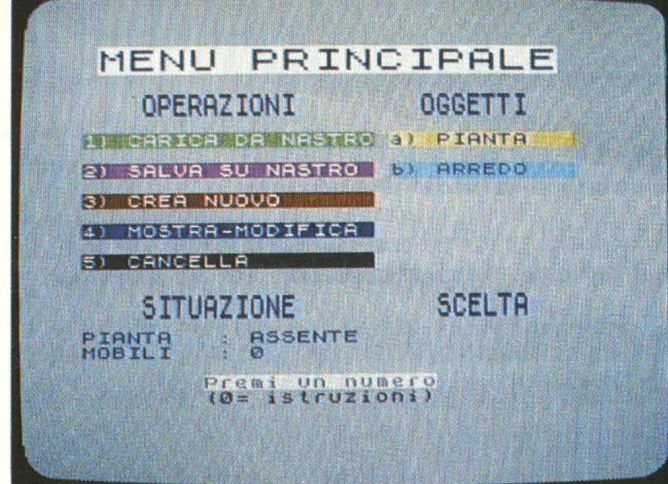 MENU PRINCIPALE
OPERAZIONI OGGETTI
1) CARICA DA NASTRO a) PIANTA
2) SALVA SU NASTRO b) ARREDO
3) CREA NUOVO
4) MOSTRA-MODIFICA
5) CANCELLA
SITUAZIONE SCELTA
PIANTA : ASSENTE
MOBILI : 0
Premi un numero
(0= istruzioni)